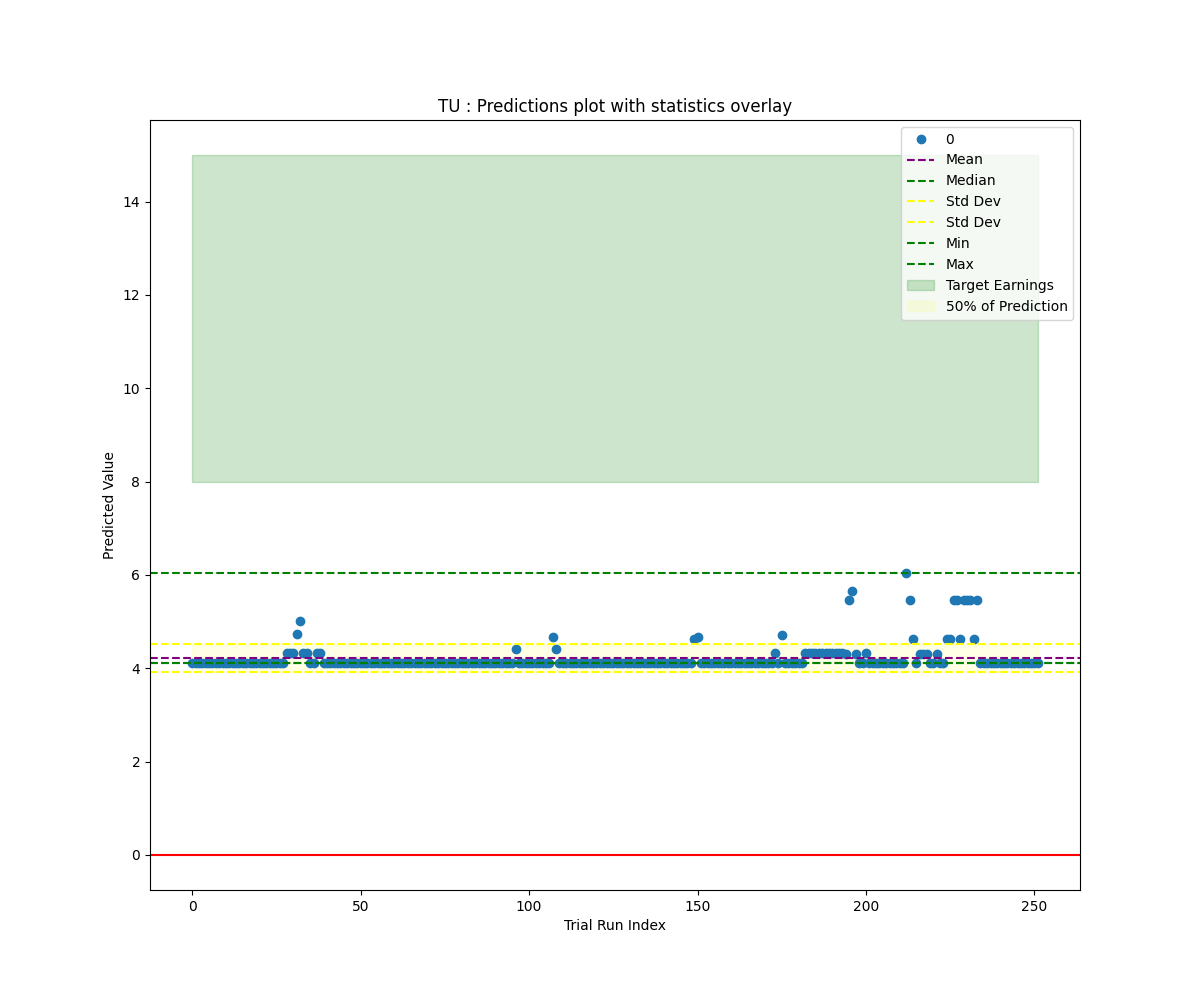 TU : Predictions plot with statistics overlay
0
Mean
Median
Std Dev
Std Dev
Min
Max
Target Earnings
50% of Prediction
14
12
10
8
6
4
2
0
Predicted Value
0 50 100 150 200 250
Trial Run Index